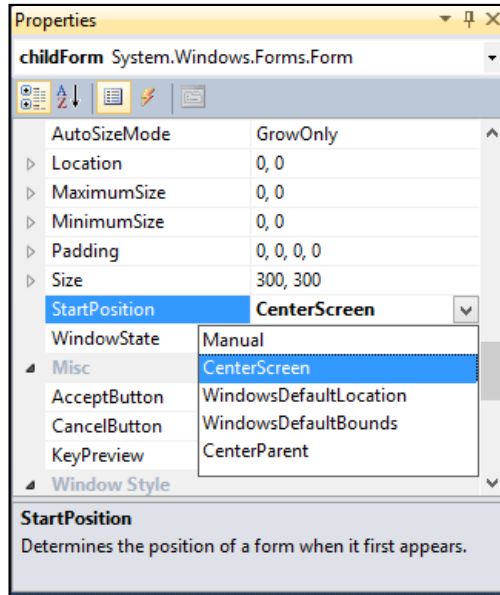 Properties
childForm System.Windows.Forms.Form
AutoSizeMode GrowOnly
Location 0, 0
MaximumSize 0, 0
MinimumSize 0, 0
Padding 0, 0, 0, 0
Size 300, 300
StartPosition CenterScreen
WindowState Manual
Misc CenterScreen
AcceptButton WindowsDefaultLocation
CancelButton WindowsDefaultBounds
KeyPreview CenterParent
Window Style
StartPosition
Determines the position of a form when it first appears.